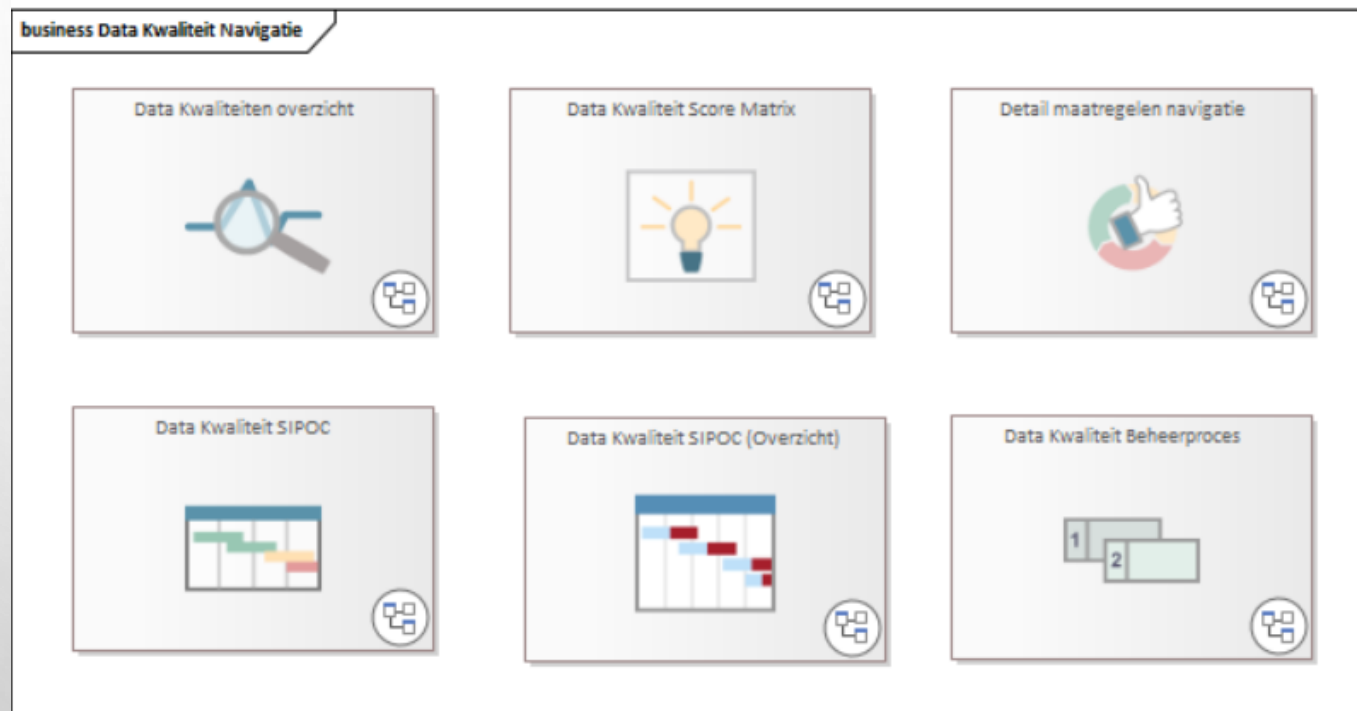 business Data Kwaliteit Navigatie
Data Kwaliteiten overzicht
Data Kwaliteit Score Matrix
Detail maatregelen navigatie
Data Kwaliteit SIPOC
Data Kwaliteit SIPOC (Overzicht)
Data Kwaliteit Beheerproces
1
2